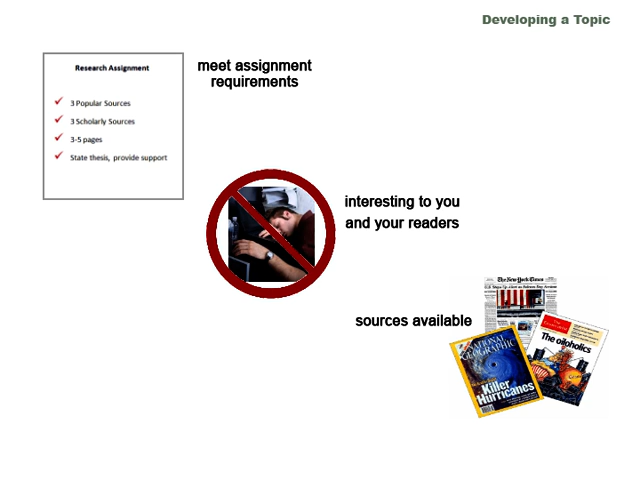 Developing a Topic
Research Assignment
3 Popular Sources
3 Scholarly Sources
3-5 pages
State thesis, provide support
meet assignment
requirements
interesting to you
and your readers
sources available
The New York Times
The oiloholics
NATIONAL
GEOGRAPHIC
Killer
Hurricanes